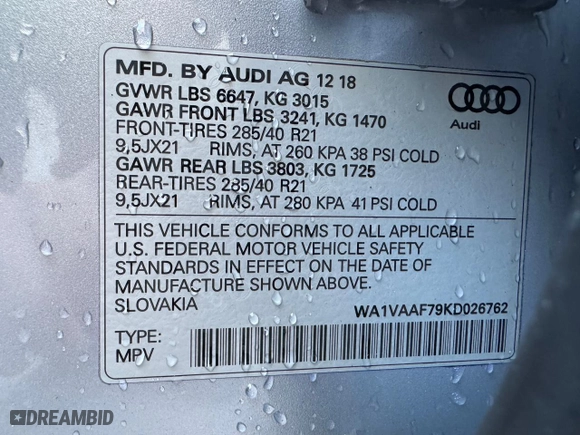 MFD. BY AUDI AG 12 18
GVWR LBS 6647, KG 3015
GAWR FRONT LBS 3241, KG 1470
FRONT-TIRES 285/40 R21
9,5JX21 RIMS, AT 260 KPA 38 PSI COLD
GAWR REAR LBS 3803, KG 1725
REAR-TIRES 285/40 R21
9,5JX21 RIMS, AT 280 KPA 41 PSI COLD
Audi
THIS VEHICLE CONFORMS TO ALL APPLICABLE
U.S. FEDERAL MOTOR VEHICLE SAFETY
STANDARDS IN EFFECT ON THE DATE OF
MANUFACTURE SHOWN ABOVE.
SLOVAKIA WA1VAAF79KD026762
TYPE:
MPV
DREAMBID